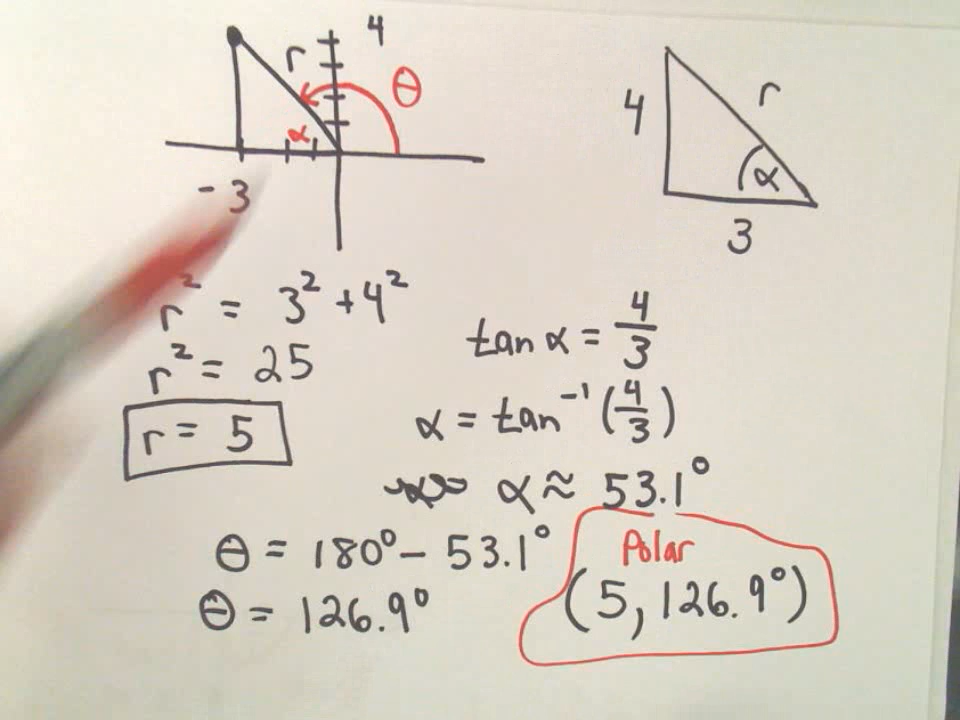 4
r
θ
α
-3
4
r
α
3
r² = 3² + 4²
r² = 25
r = 5
tan α = 4/3
α = tan⁻¹(4/3)
α ≈ 53.1°
θ = 180° - 53.1°
θ = 126.9°
Polar
(5, 126.9°)